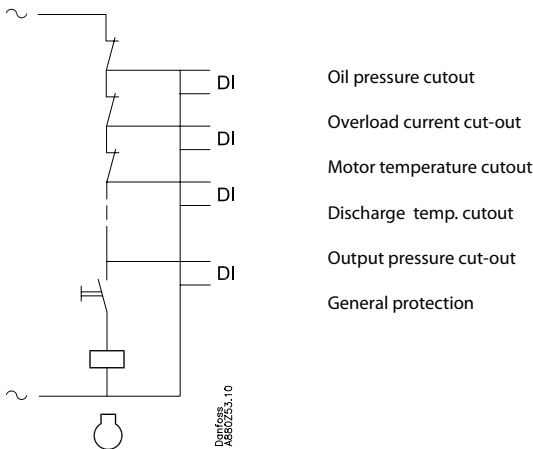 DI
Oil pressure cutout
Overload current cut-out
DI
Motor temperature cutout
DI
Discharge temp. cutout
Output pressure cut-out
DI
General protection
Danfoss
A880Z53.10